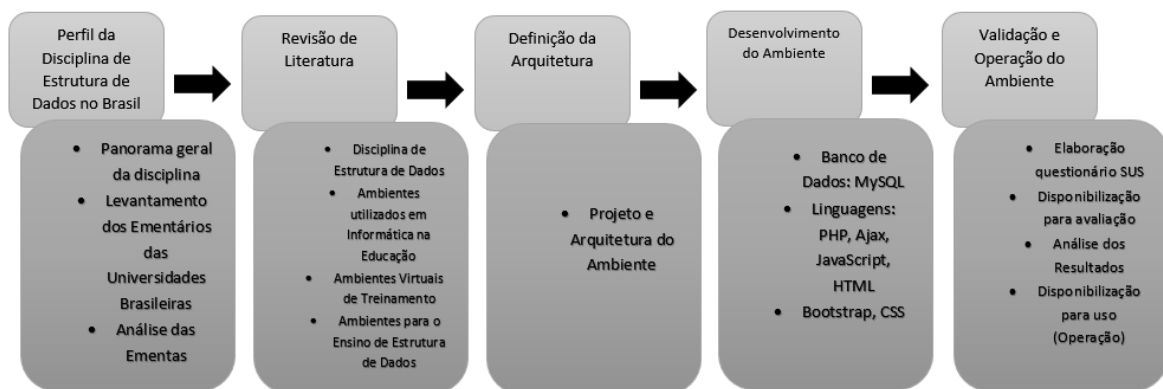 Perfil da
Disciplina de
Estrutura de
Dados no Brasil
• Panorama geral
da disciplina
• Levantamento
dos Ementários
das
Universidades
Brasileiras
• Análise das
Ementas
Revisão de
Literatura
• Disciplina de
Estrutura de Dados
• Ambientes
utilizados em
Informática na
Educação
• Ambientes Virtuais
de Treinamento
• Ambientes para o
Ensino de Estrutura
de Dados
Definição da
Arquitetura
• Projeto e
Arquitetura do
Ambiente
Desenvolvimento
do Ambiente
• Banco de
Dados: MySQL
• Linguagens:
PHP, Ajax,
JavaScript,
HTML
• Bootstrap, CSS
Validação e
Operação do
Ambiente
• Elaboração
questionário SUS
• Disponibilização
para avaliação
• Análise dos
Resultados
• Disponibilização
para uso
(Operação)